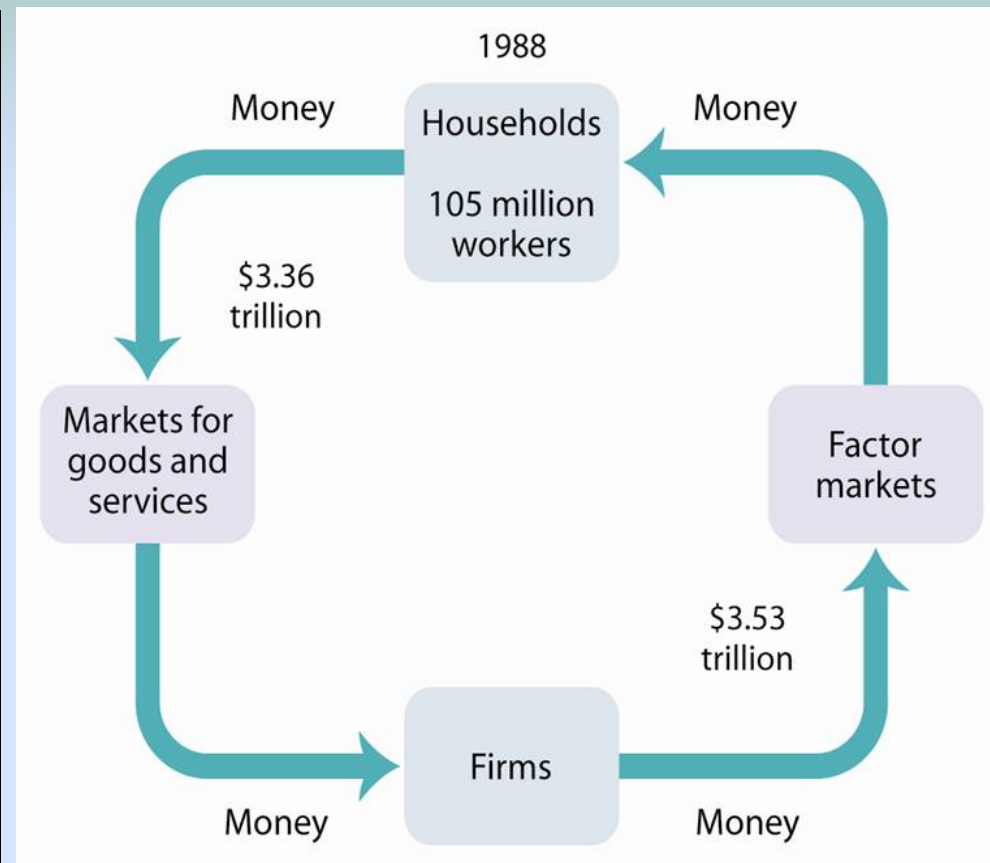 1988
Money
Households
Money
105 million
workers
$3.36
trillion
Markets for
goods and
services
Factor
markets
$3.53
trillion
Firms
Money
Money